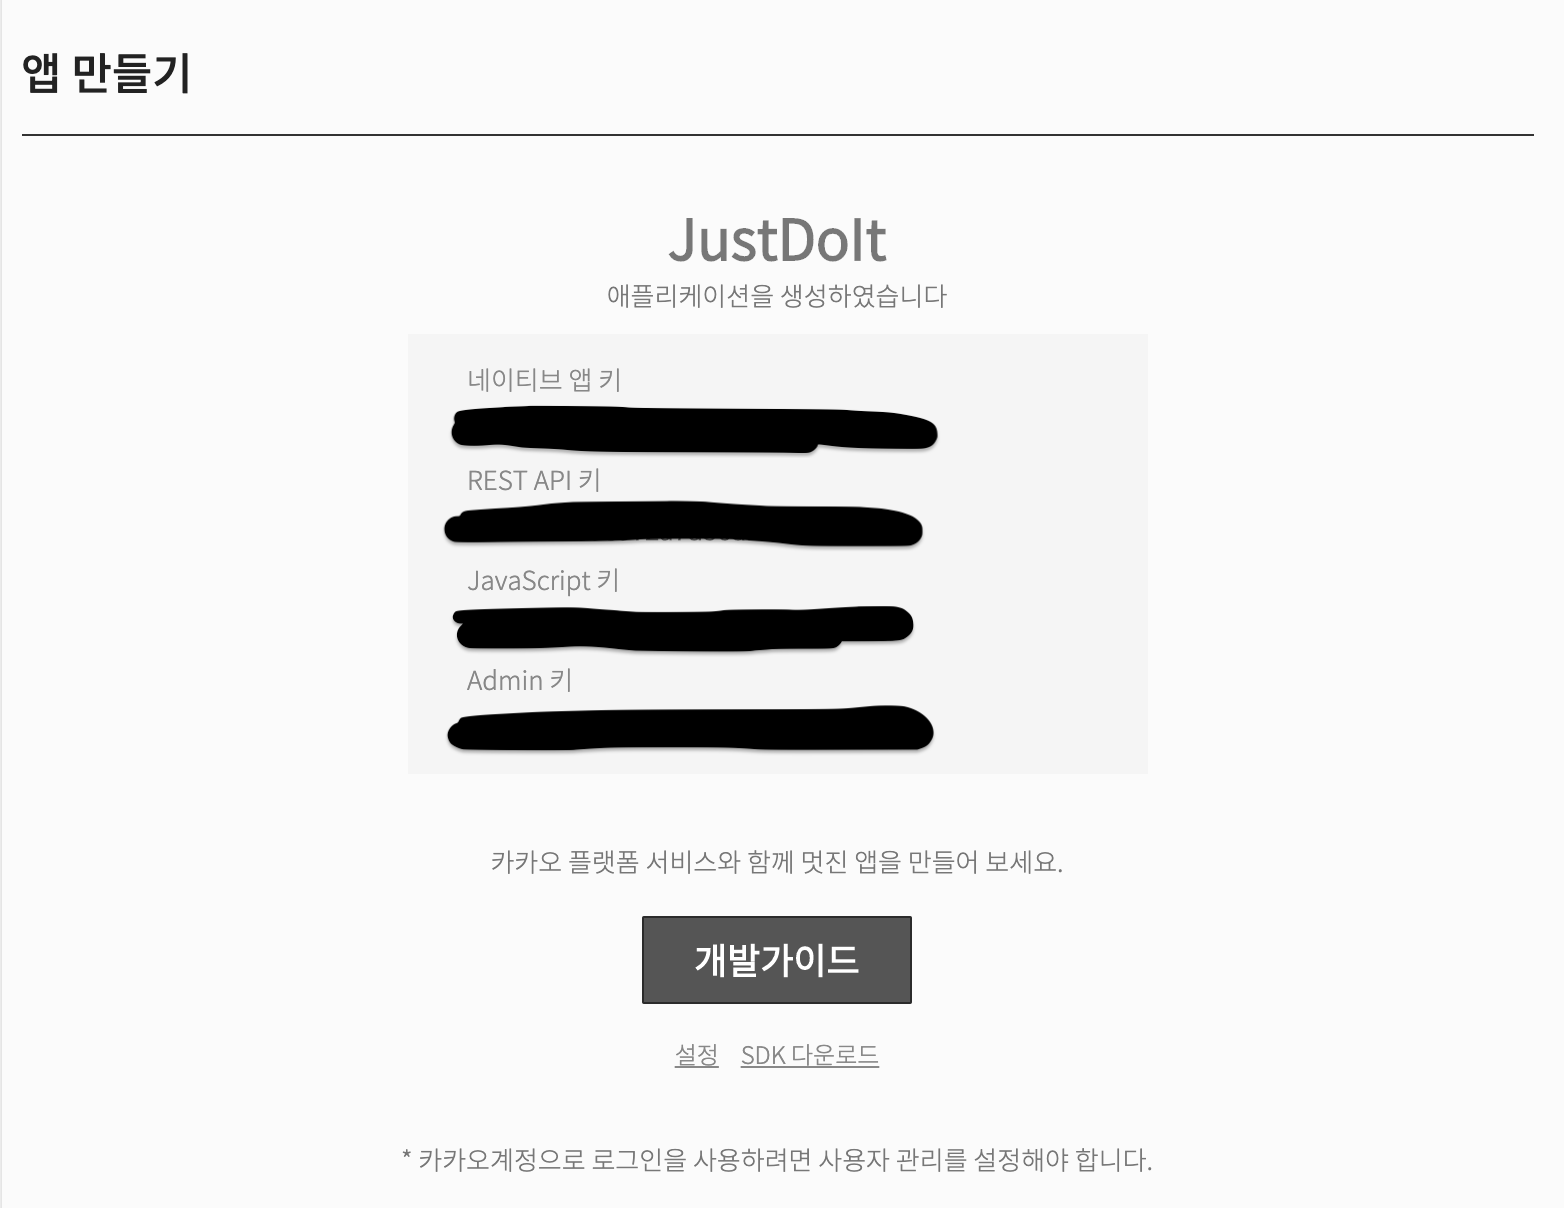 앱 만들기
JustDoIt
애플리케이션을 생성하였습니다
네이티브 앱 키
REST API 키
JavaScript 키
Admin 키
카카오 플랫폼 서비스와 함께 멋진 앱을 만들어 보세요.
개발가이드
설정 SDK 다운로드
* 카카오계정으로 로그인을 사용하려면 사용자 관리를 설정해야 합니다.